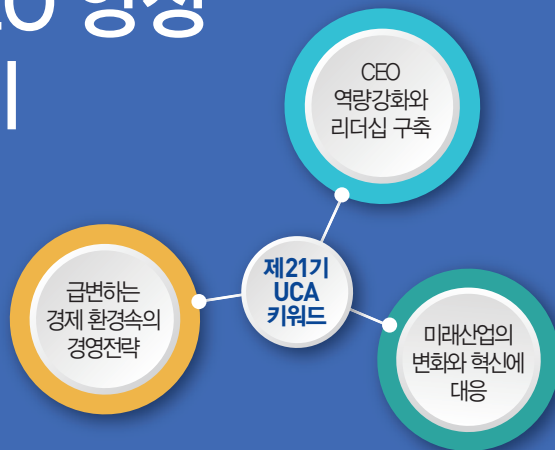 CEO
역량강화와
리더십 구축
제21기
UCA
키워드
급변하는
경제 환경속의
경영전략
미래산업의
변화와 혁신에
대응